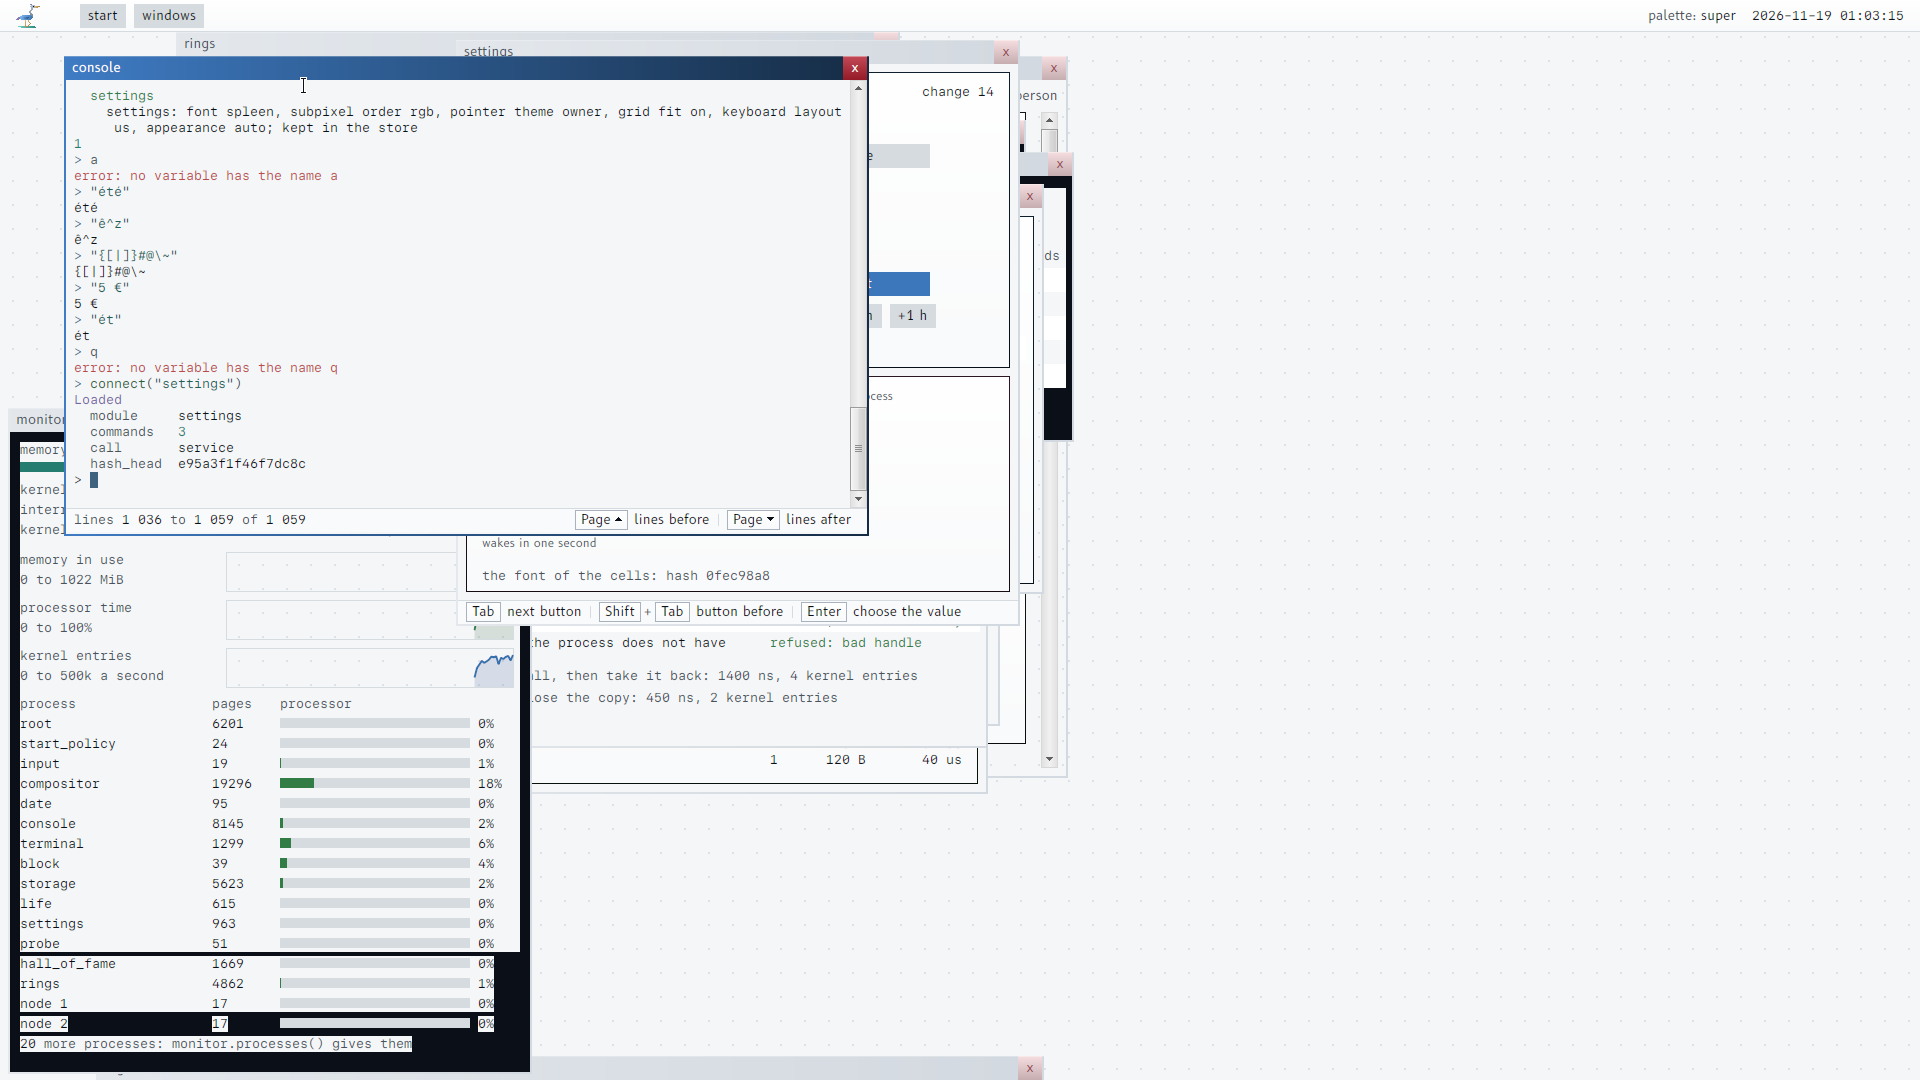 start windows palette: super 2026-11-19 01:03:15
rings
settings
console
settings
settings: font spleen, subpixel order rgb, pointer theme owner, grid fit on, keyboard layout
us, appearance auto; kept in the store
1
> a
error: no variable has the name a
> "été"
été
> "ê^z"
ê^z
> "{[|]}#@\~"
{[|]}#@\~
> "5 €"
5 €
> "ét"
ét
> q
error: no variable has the name q
> connect("settings")
Loaded
module settings
commands 3
call service
hash_head e95a3f1f46f7dc8c
>
lines 1 036 to 1 059 of 1 059 Page lines before Page lines after
change 14
+1 h
wakes in one second
the font of the cells: hash 0fec98a8
Tab next button Shift + Tab button before Enter choose the value
the process does not have refused: bad handle
then take it back: 1400 ns, 4 kernel entries
the copy: 450 ns, 2 kernel entries
1 120 B 40 us
memory in use
0 to 1022 MiB
processor time
0 to 100%
kernel entries
0 to 500k a second
process pages processor
root 6201 0%
start_policy 24 0%
input 19 1%
compositor 19296 18%
date 95 0%
console 8145 2%
terminal 1299 6%
block 39 4%
storage 5623 2%
life 615 0%
settings 963 0%
probe 51 0%
hall_of_fame 1669 0%
rings 4862 1%
node 1 17 0%
node 2 17 0%
20 more processes: monitor.processes() gives them